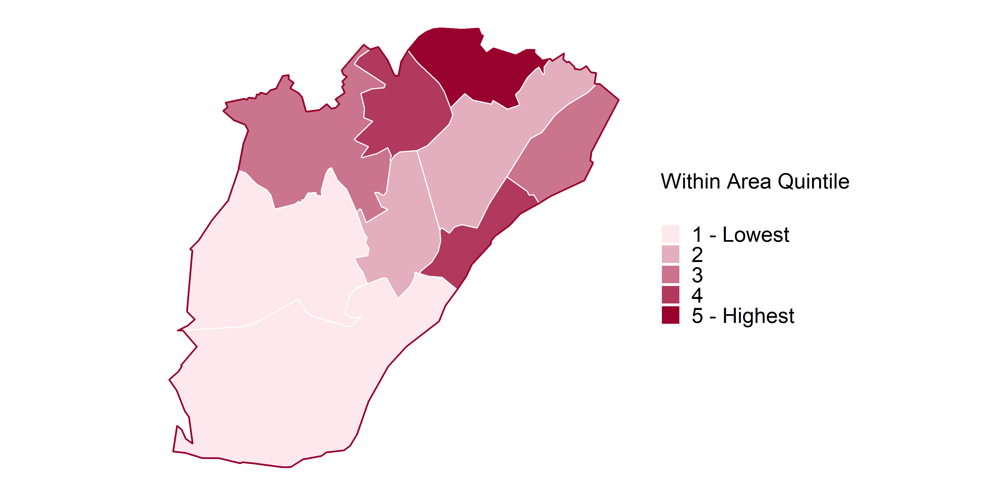 Within Area Quintile
1 - Lowest
2
3
4
5 - Highest